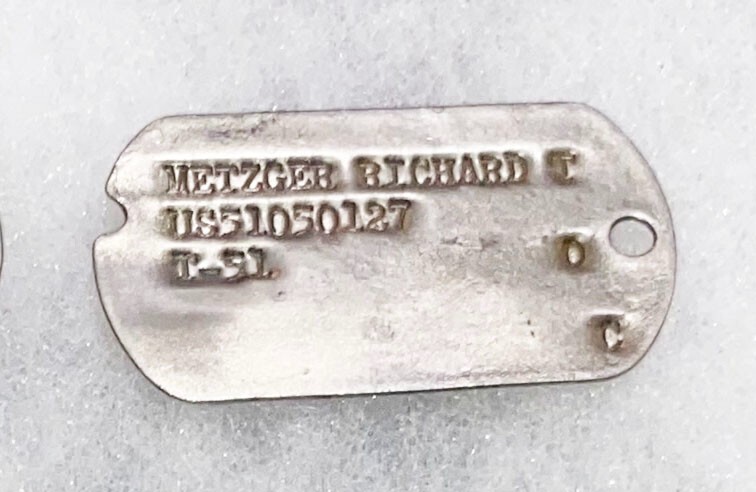 METZGER RICHARD T
US51050127
T-51 O
C